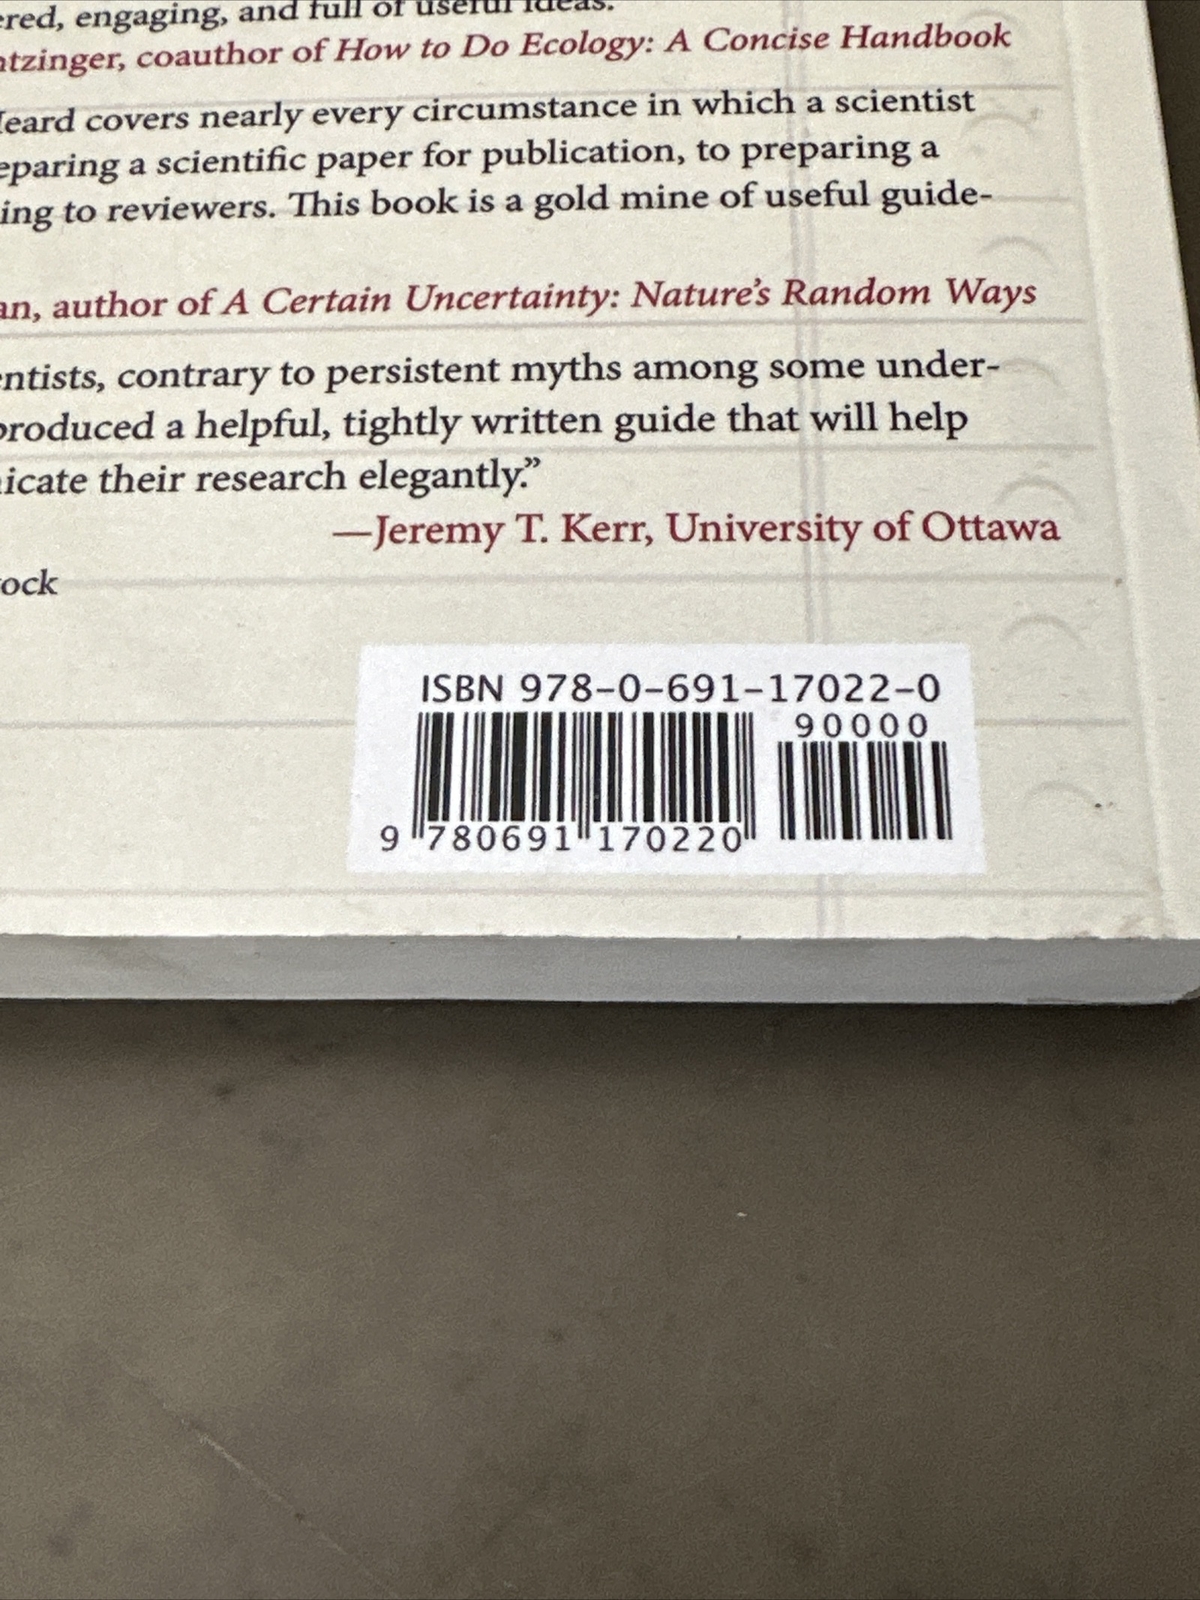 ered, engaging, and full of useful ideas.
tzinger, coauthor of How to Do Ecology: A Concise Handbook
Heard covers nearly every circumstance in which a scientist
eparing a scientific paper for publication, to preparing a
ing to reviewers. This book is a gold mine of useful guide-
an, author of A Certain Uncertainty: Nature's Random Ways
entists, contrary to persistent myths among some under-
produced a helpful, tightly written guide that will help
icate their research elegantly.”
—Jeremy T. Kerr, University of Ottawa
ock
ISBN 978-0-691-17022-0
90000
9 780691 170220